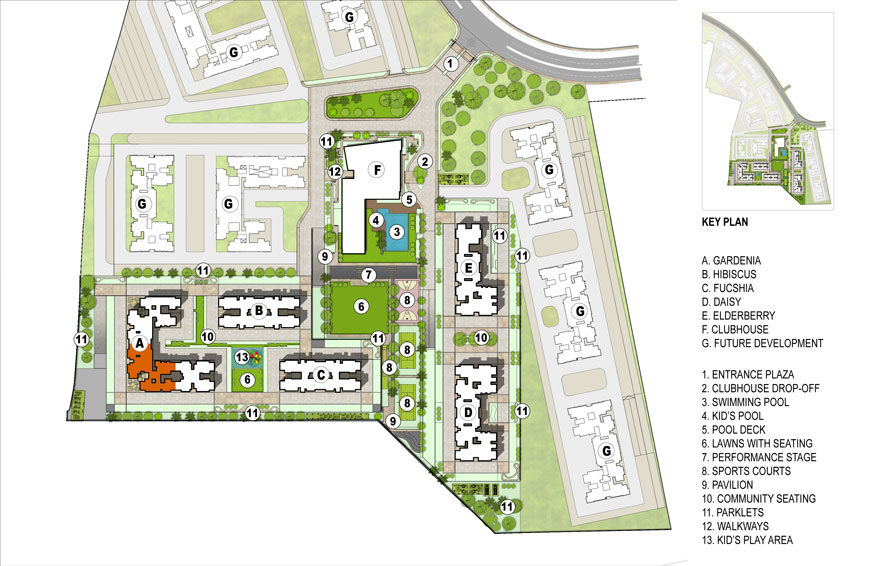 G
G
1
11
F
2
12
G
G
G
5
4
3
9
7
E
11
11
11
8
6
B
A
10
11
10
13
C
11
8
8
G
6
8
D
11
11
9
G
11
KEY PLAN
A. GARDENIA
B. HIBISCUS
C. FUCSHIA
D. DAISY
E. ELDERBERRY
F. CLUBHOUSE
G. FUTURE DEVELOPMENT
1. ENTRANCE PLAZA
2. CLUBHOUSE DROP-OFF
3. SWIMMING POOL
4. KID'S POOL
5. POOL DECK
6. LAWNS WITH SEATING
7. PERFORMANCE STAGE
8. SPORTS COURTS
9. PAVILION
10. COMMUNITY SEATING
11. PARKLETS
12. WALKWAYS
13. KID'S PLAY AREA